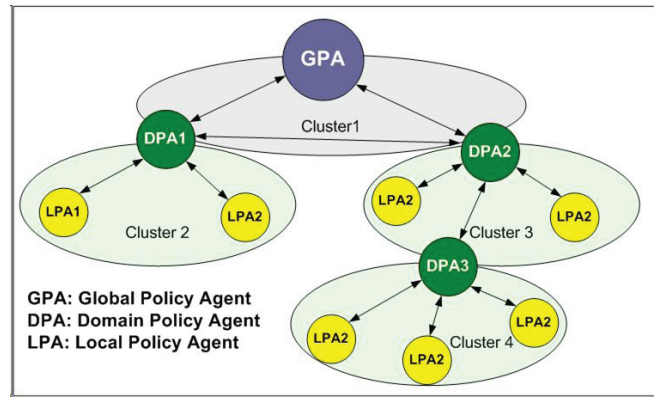 GPA
Cluster1
DPA1
DPA2
LPA1
LPA2
Cluster 2
LPA2
LPA2
Cluster 3
DPA3
GPA: Global Policy Agent
DPA: Domain Policy Agent
LPA: Local Policy Agent
LPA2
LPA2
LPA2
Cluster 4